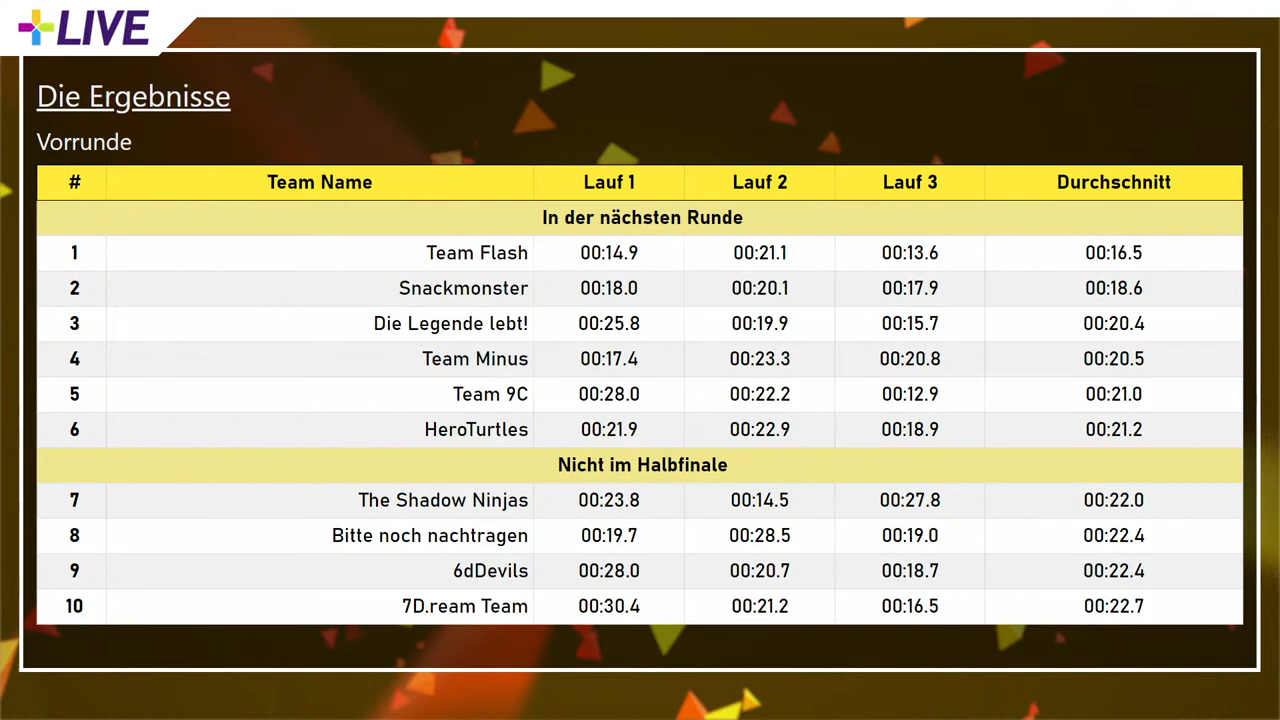 LIVE
Die Ergebnisse
Vorrunde
# Team Name Lauf 1 Lauf 2 Lauf 3 Durchschnitt
In der nächsten Runde
1 Team Flash 00:14.9 00:21.1 00:13.6 00:16.5
2 Snackmonster 00:18.0 00:20.1 00:17.9 00:18.6
3 Die Legende lebt! 00:25.8 00:19.9 00:15.7 00:20.4
4 Team Minus 00:17.4 00:23.3 00:20.8 00:20.5
5 Team 9C 00:28.0 00:22.2 00:12.9 00:21.0
6 HeroTurtles 00:21.9 00:22.9 00:18.9 00:21.2
Nicht im Halbfinale
7 The Shadow Ninjas 00:23.8 00:14.5 00:27.8 00:22.0
8 Bitte noch nachtragen 00:19.7 00:28.5 00:19.0 00:22.4
9 6dDevils 00:28.0 00:20.7 00:18.7 00:22.4
10 7D.ream Team 00:30.4 00:21.2 00:16.5 00:22.7